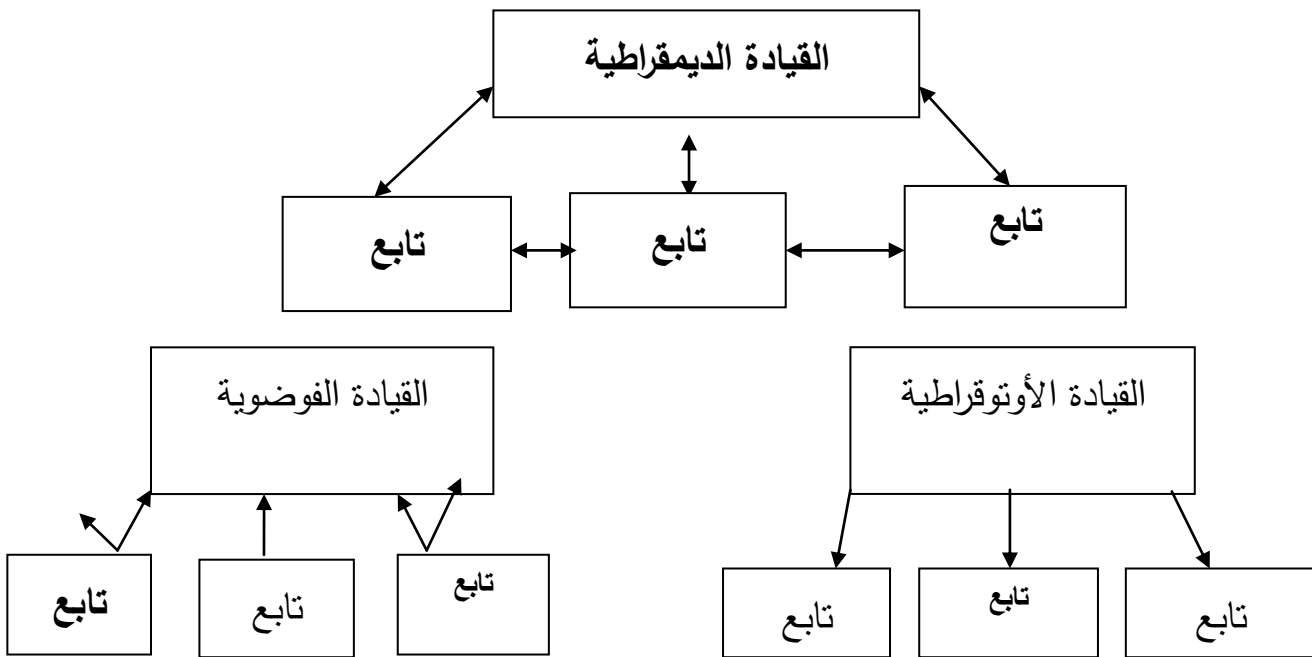 القيادة الديمقراطية
تابع
تابع
تابع
القيادة الأوتوقراطية
القيادة الفوضوية
تابع
تابع
تابع
تابع
تابع
تابع